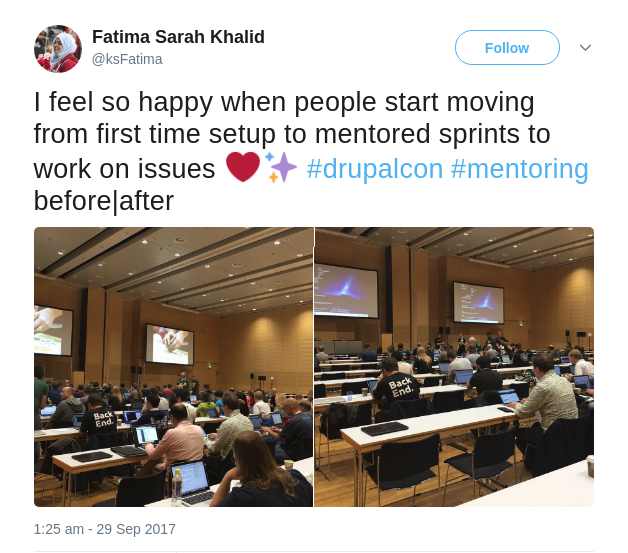 Fatima Sarah Khalid
@ksFatima
Follow
I feel so happy when people start moving
from first time setup to mentored sprints to
work on issues ❤️✨ #drupalcon #mentoring
before|after
Back
End.
Back
End.
1:25 am - 29 Sep 2017